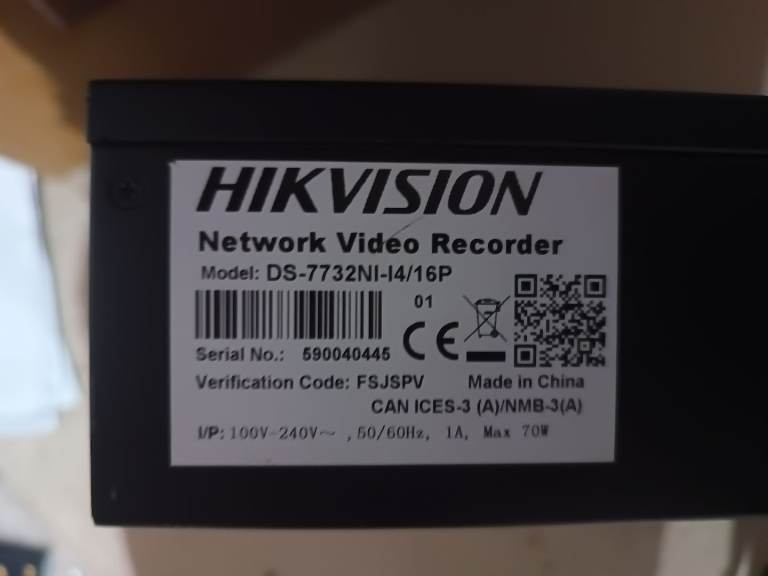 HIKVISION
Network Video Recorder
Model: DS-7732NI-I4/16P
01
CE
Serial No.: 590040445
Verification Code: FSJSPV
Made in China
CAN ICES-3 (A)/NMB-3(A)
I/P: 100V-240V~ , 50/60Hz, 1A, Max 70W